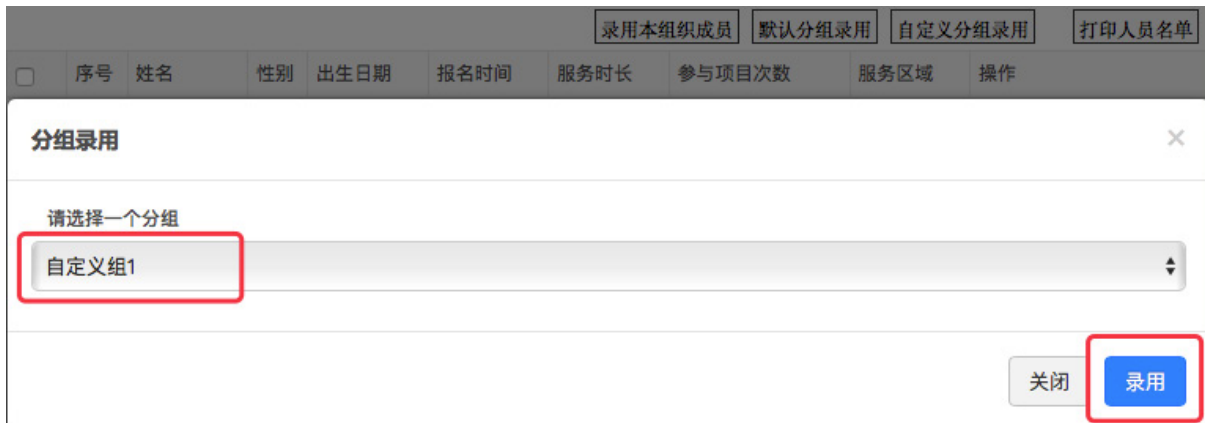 录用本组织成员 默认分组录用 自定义分组录用 打印人员名单
序号 姓名 性别 出生日期 报名时间 服务时长 参与项目次数 服务区域 操作
分组录用 ×
请选择一个分组
自定义组1
关闭 录用